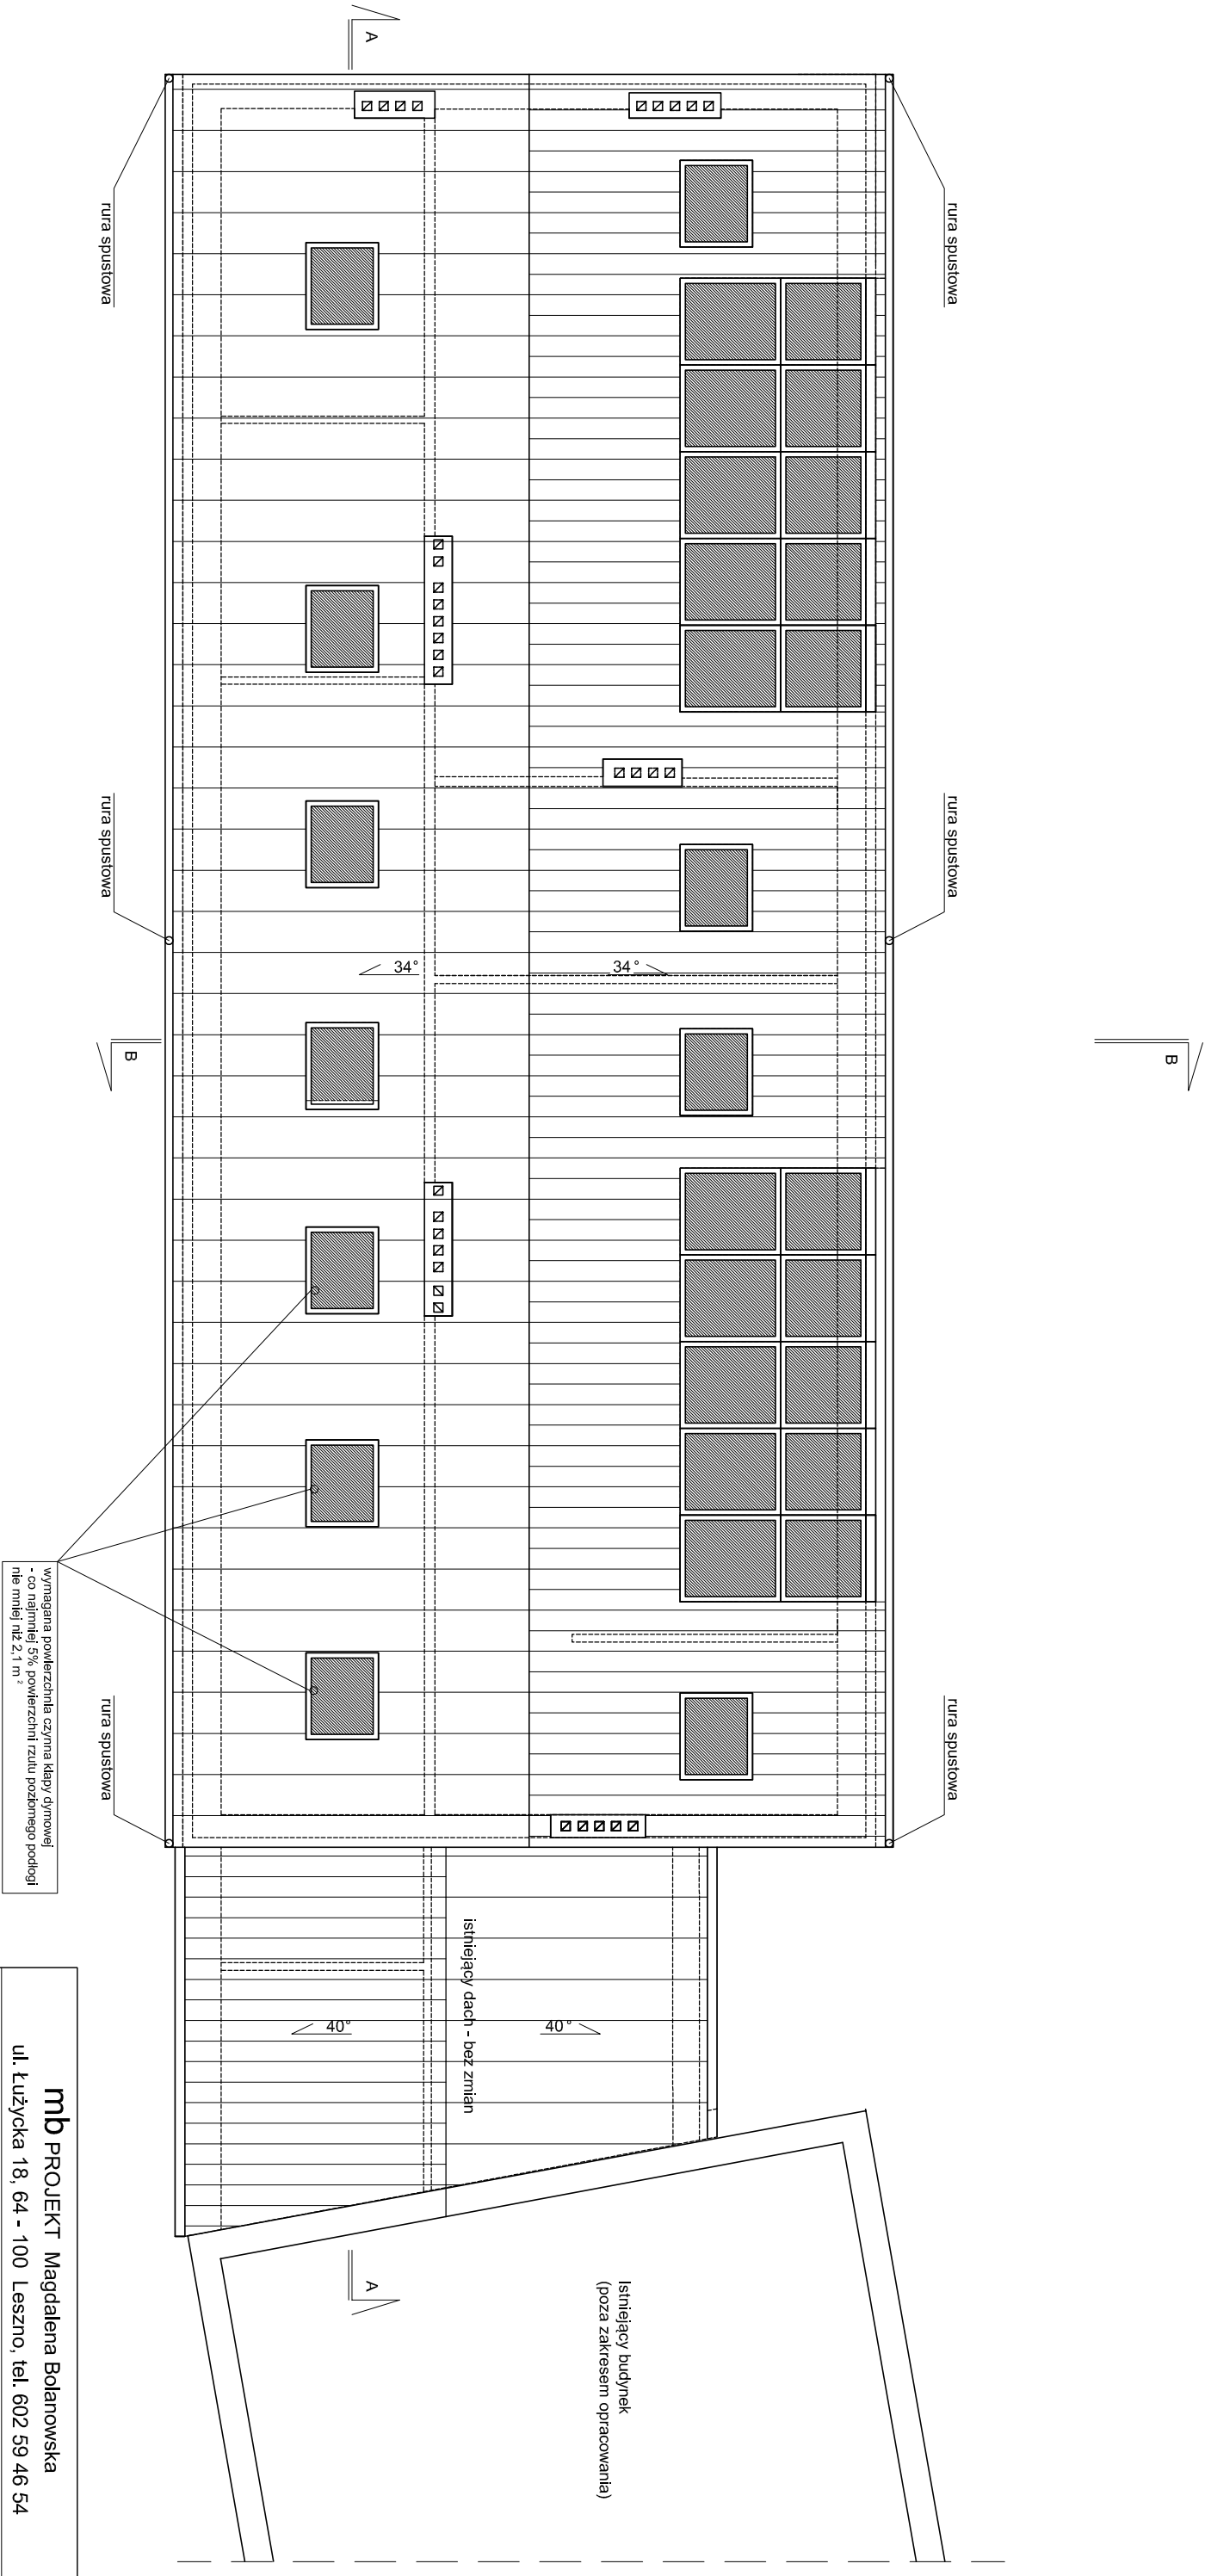 A
rura spustowa
rura spustowa
rura spustowa
rura spustowa
34°
34°
B
B
rura spustowa
rura spustowa
wymagana powierzchnia czynna klapy dymowej
- co najmniej 5% powierzchni rzutu poziomego podłogi
nie mniej niż 2,1 m²
istniejący dach - bez zmian
40°
40°
A
Istniejący budynek
(poza zakresem opracowania)
mb PROJEKT Magdalena Bolanowska
ul. Łużycka 18, 64 - 100 Leszno, tel. 602 59 46 54